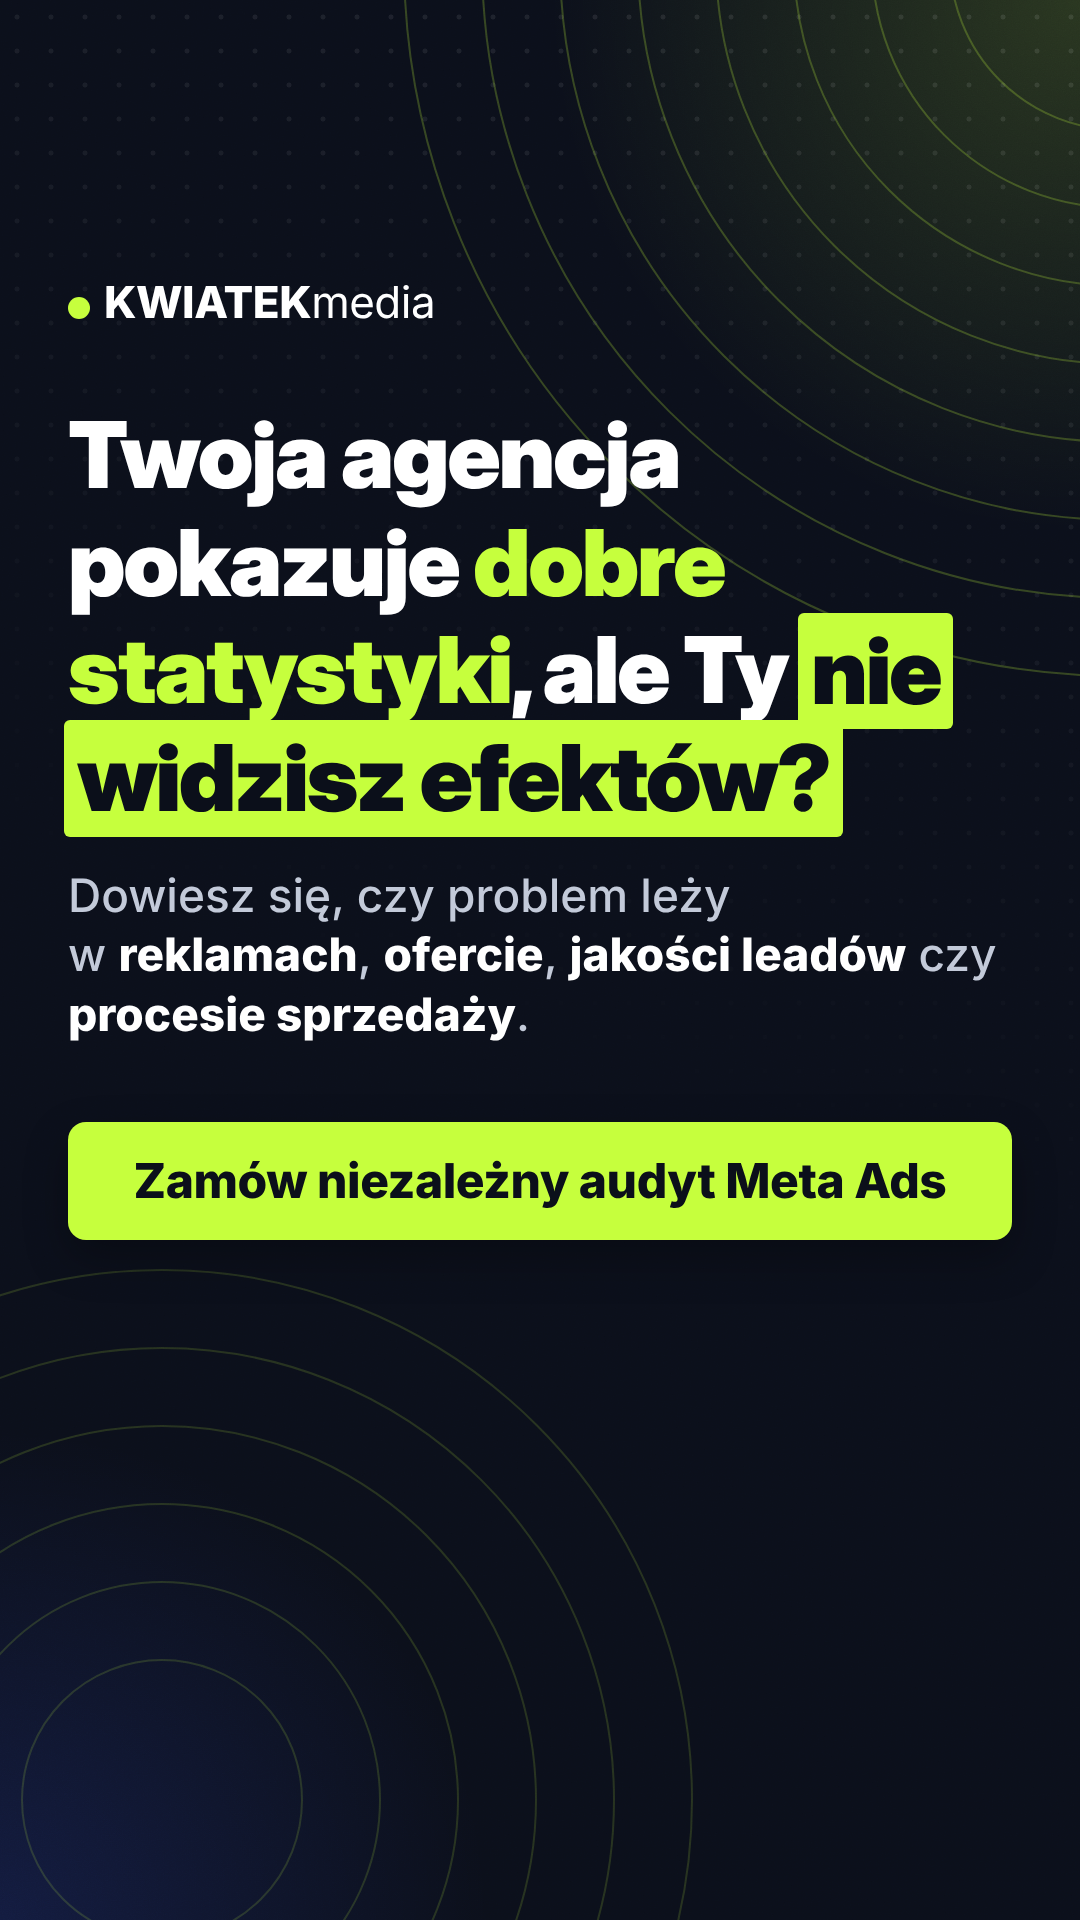 KWIATEKmedia
Twoja agencja
pokazuje dobre
statystyki, ale Ty nie
widzisz efektów?
Dowiesz się, czy problem leży
w reklamach, ofercie, jakości leadów czy
procesie sprzedaży.
Zamów niezależny audyt Meta Ads